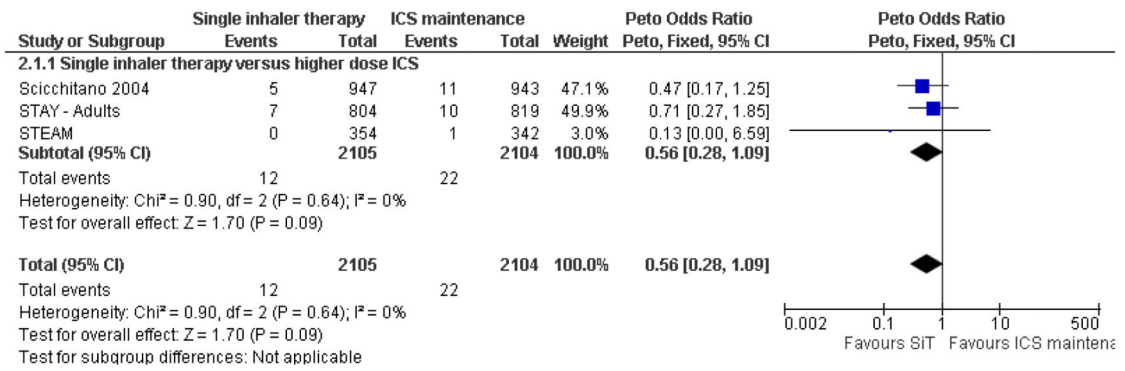 Single inhaler therapy ICS maintenance Peto Odds Ratio Peto Odds Ratio
Study or Subgroup Events Total Events Total Weight Peto, Fixed, 95% CI Peto, Fixed, 95% CI
2.1.1 Single inhaler therapy versus higher dose ICS
Scicchitano 2004 5 947 11 943 47.1% 0.47 [0.17, 1.25]
STAY - Adults 7 804 10 819 49.9% 0.71 [0.27, 1.85]
STEAM 0 354 1 342 3.0% 0.13 [0.00, 6.59]
Subtotal (95% CI) 2105 2104 100.0% 0.56 [0.28, 1.09]
Total events 12 22
Heterogeneity: Chi² = 0.90, df = 2 (P = 0.64); I² = 0%
Test for overall effect: Z = 1.70 (P = 0.09)
Total (95% CI) 2105 2104 100.0% 0.56 [0.28, 1.09]
Total events 12 22
Heterogeneity: Chi² = 0.90, df = 2 (P = 0.64); I² = 0%
Test for overall effect: Z = 1.70 (P = 0.09)
Test for subgroup differences: Not applicable
0.002 0.1 1 10 500
Favours SiT Favours ICS maintena